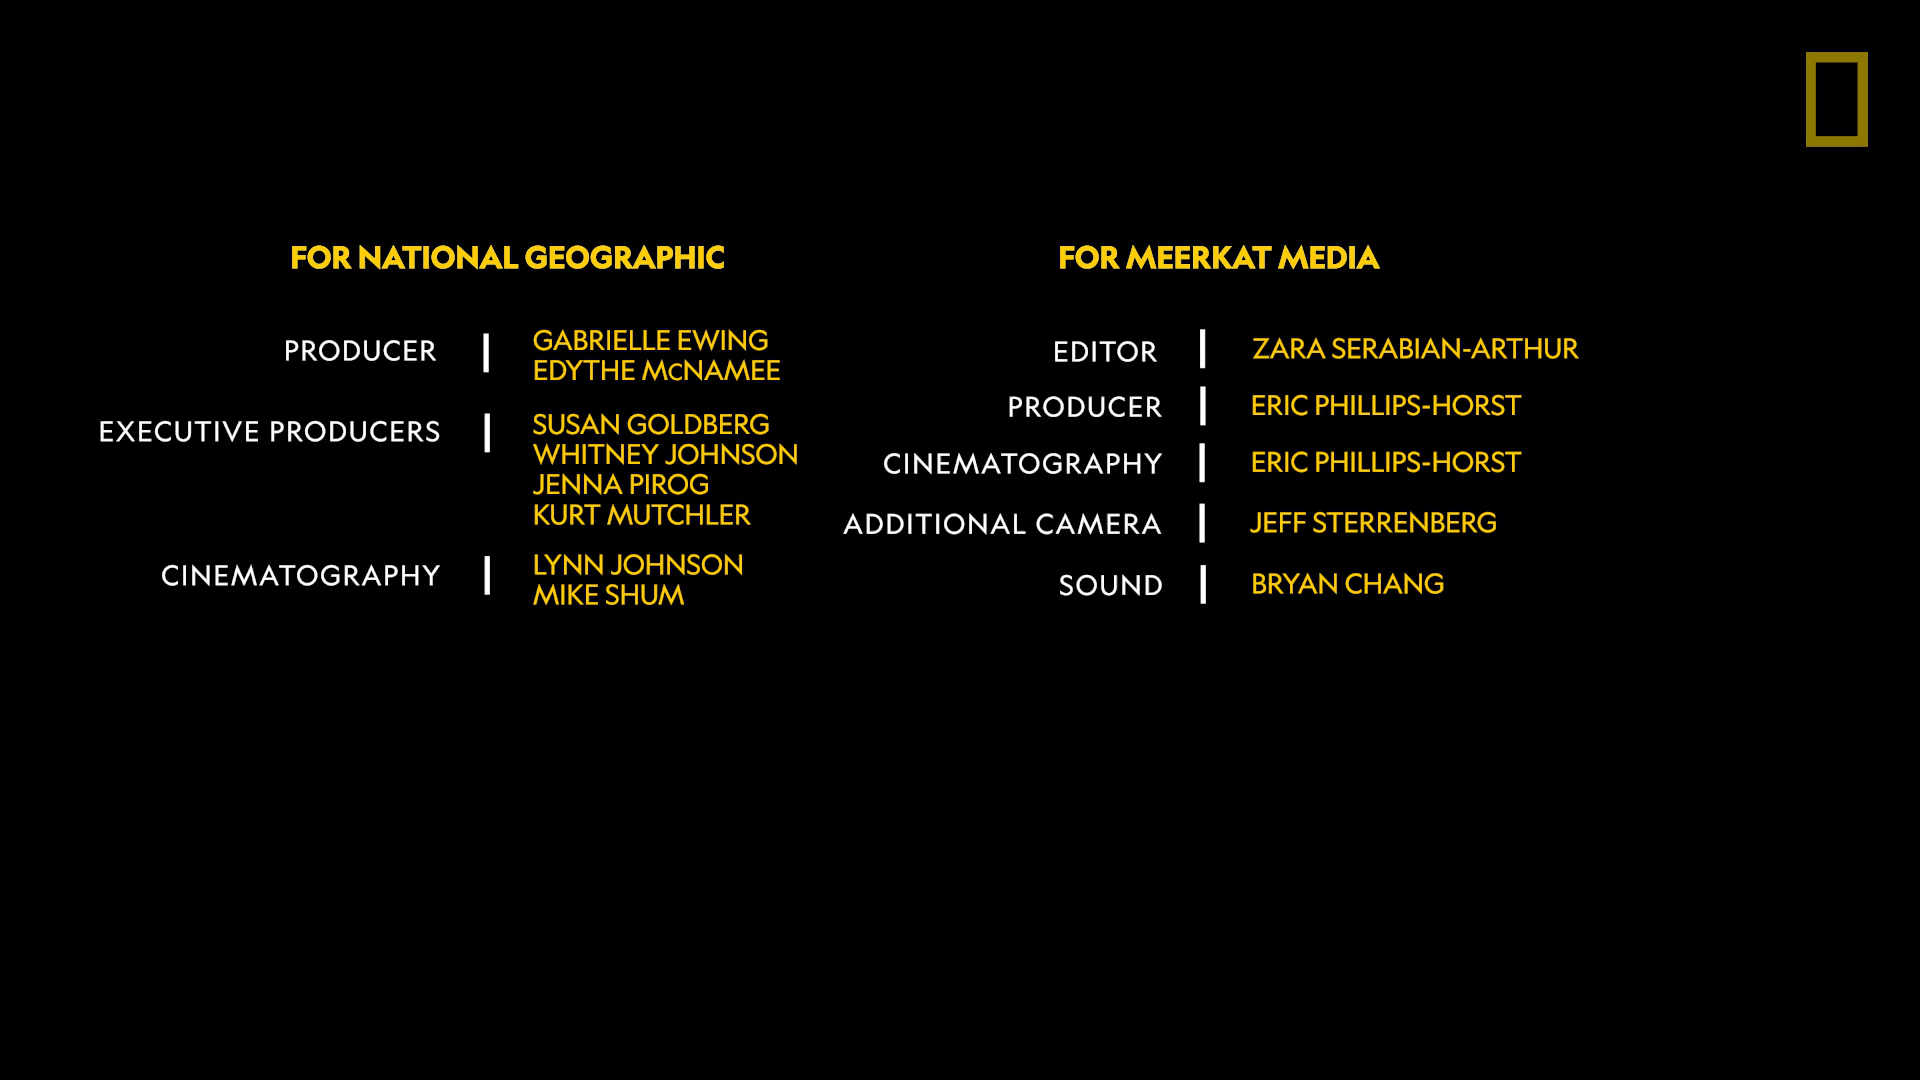 FOR NATIONAL GEOGRAPHIC
PRODUCER | GABRIELLE EWING
EDYTHE McNAMEE
EXECUTIVE PRODUCERS | SUSAN GOLDBERG
WHITNEY JOHNSON
JENNA PIROG
KURT MUTCHLER
CINEMATOGRAPHY | LYNN JOHNSON
MIKE SHUM
FOR MEERKAT MEDIA
EDITOR | ZARA SERABIAN-ARTHUR
PRODUCER | ERIC PHILLIPS-HORST
CINEMATOGRAPHY | ERIC PHILLIPS-HORST
ADDITIONAL CAMERA | JEFF STERRENBERG
SOUND | BRYAN CHANG